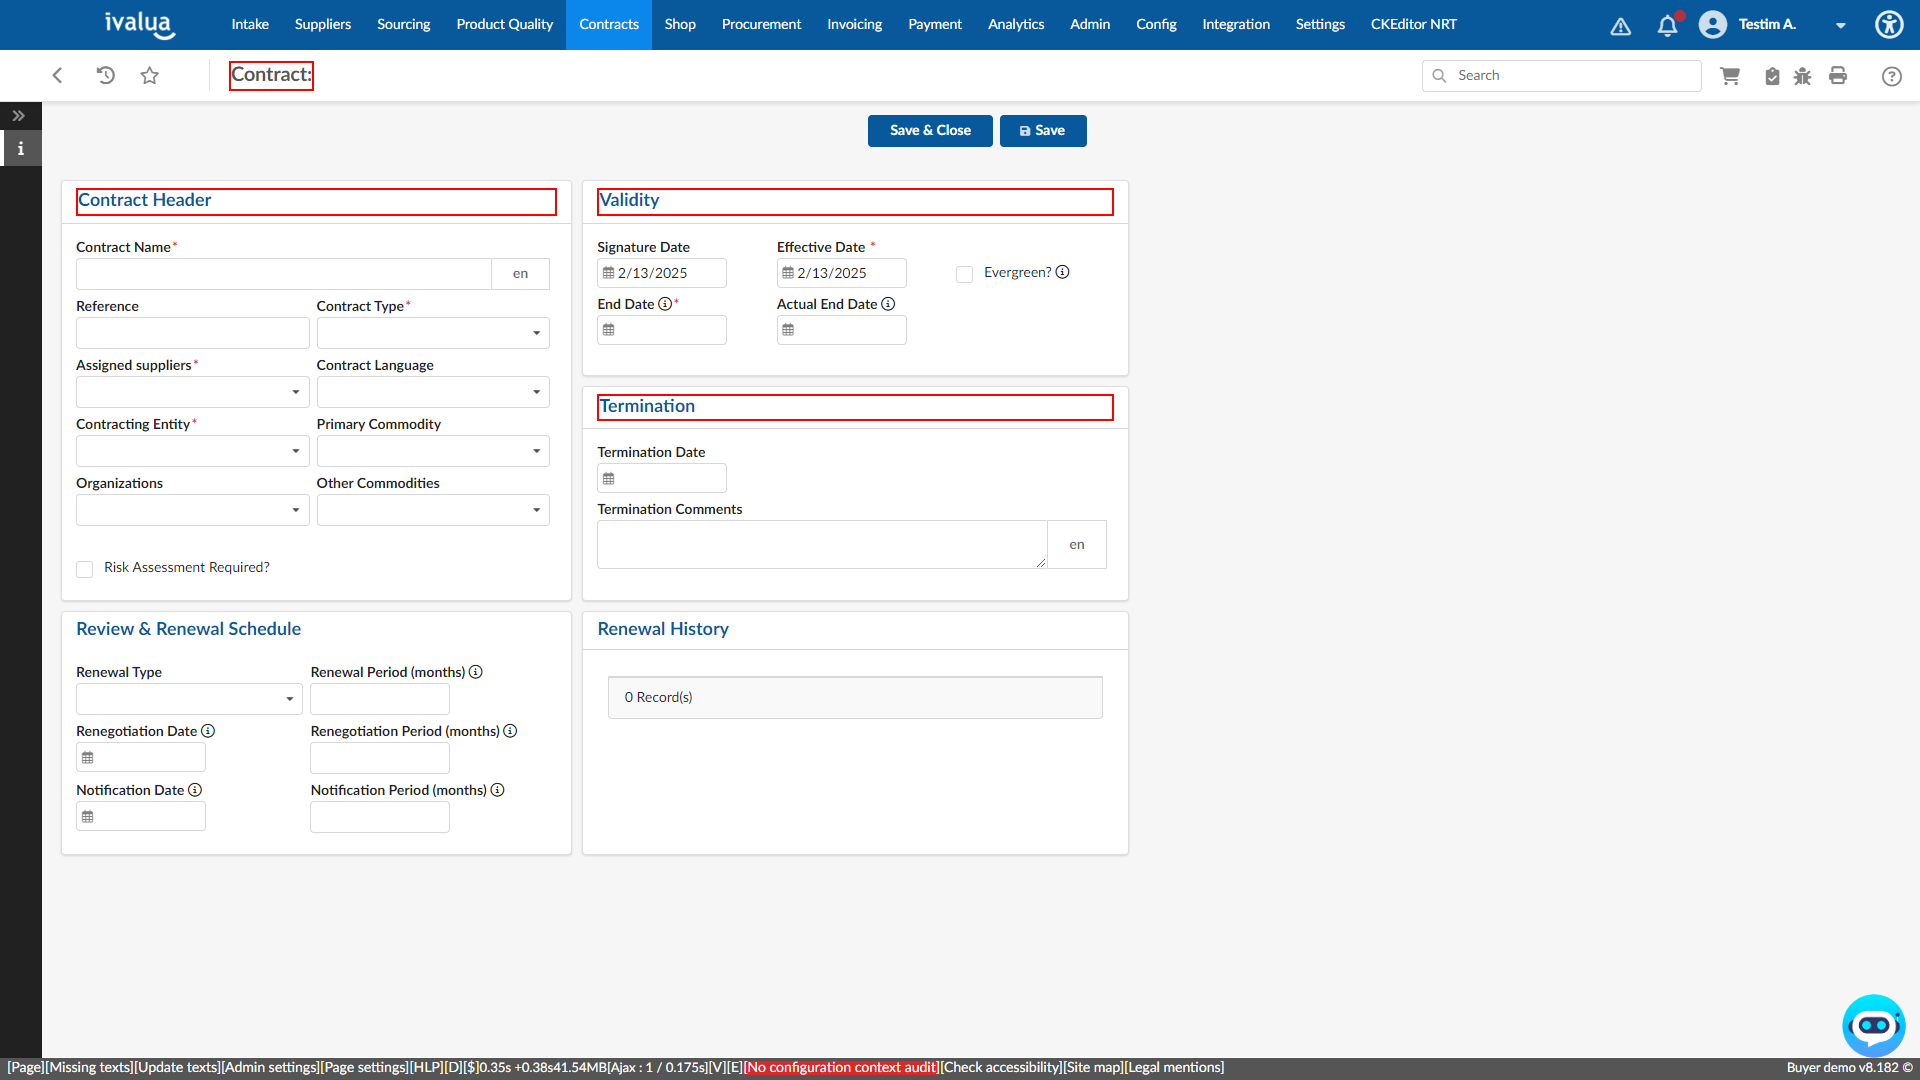 ivalua
Intake Suppliers Sourcing Product Quality Contracts Shop Procurement Invoicing Payment Analytics Admin Config Integration Settings CKEditor NRT Testim A.
Contract:
Search
Save & Close Save
Contract Header
Contract Name*
en
Reference Contract Type*
Assigned suppliers* Contract Language
Contracting Entity* Primary Commodity
Organizations Other Commodities
Risk Assessment Required?
Validity
Signature Date Effective Date *
2/13/2025 2/13/2025 Evergreen?
End Date * Actual End Date
Termination
Termination Date
Termination Comments
en
Review & Renewal Schedule
Renewal Type Renewal Period (months)
Renegotiation Date Renegotiation Period (months)
Notification Date Notification Period (months)
Renewal History
0 Record(s)
[Page][Missing texts][Update texts][Admin settings][Page settings][HLP][D][$]0.35s +0.38s41.54MB[Ajax : 1 / 0.175s][V][E][No configuration context audit][Check accessibility][Site map][Legal mentions] Buyer demo v8.182 ©